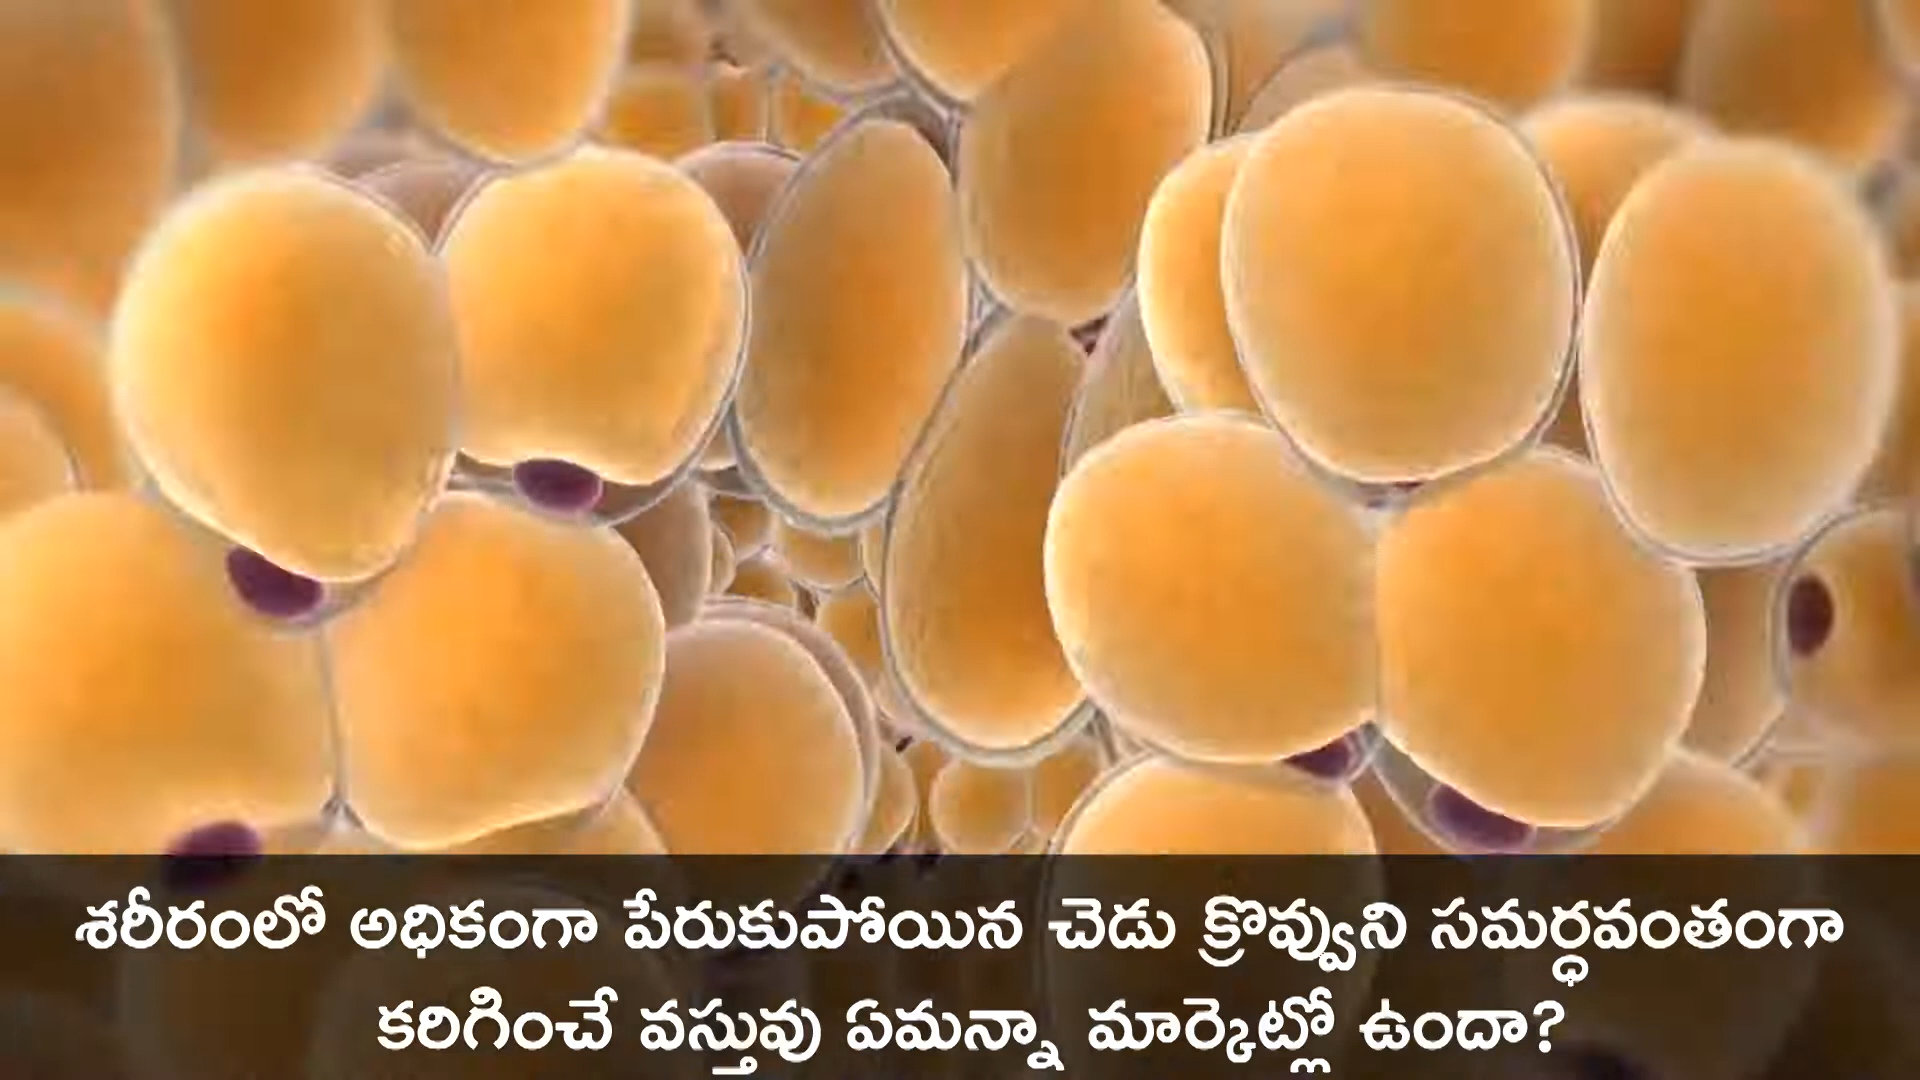 శరీరంలో అధికంగా పేరుకుపోయిన చెడు క్రొవ్వుని సమర్ధవంతంగా
కరిగించే వస్తువు ఏమన్నా మార్కెట్లో ఉందా?